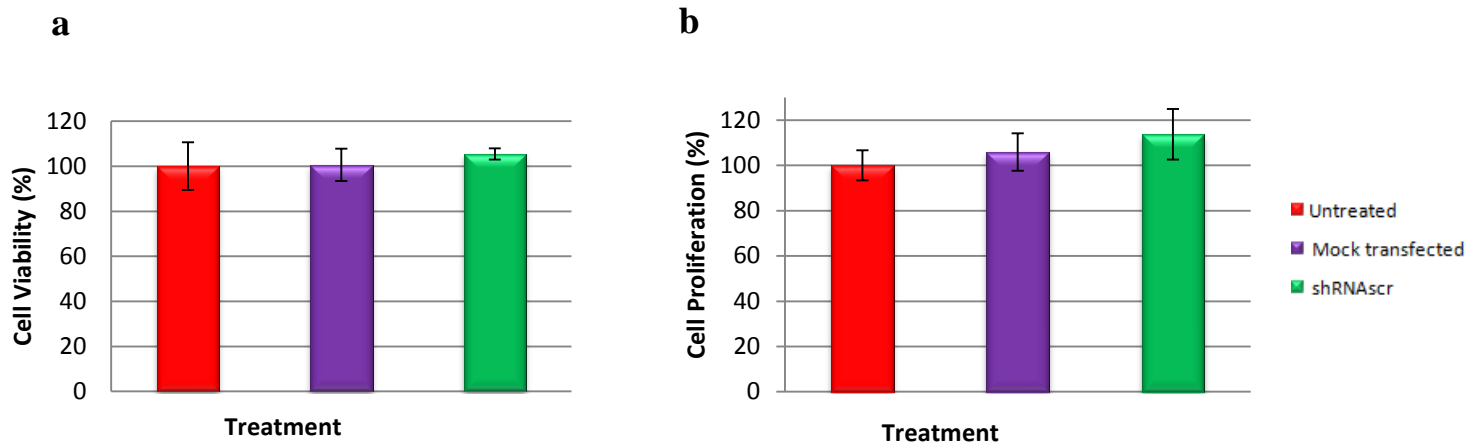 a
Cell Viability (%)
120
100
80
60
40
20
0
Treatment
b
Cell Proliferation (%)
120
100
80
60
40
20
0
Treatment
Untreated
Mock transfected
shRNAscr